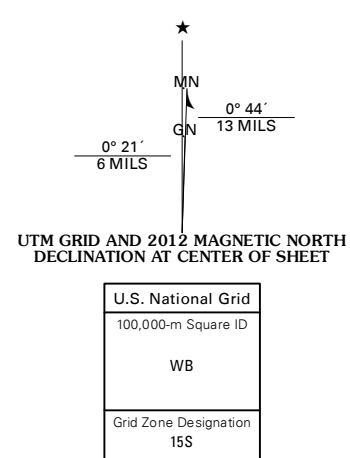 ★
MN
0° 44´
13 MILS
GN
0° 21´
6 MILS
UTM GRID AND 2012 MAGNETIC NORTH
DECLINATION AT CENTER OF SHEET
U.S. National Grid
100,000-m Square ID
WB
Grid Zone Designation
15S